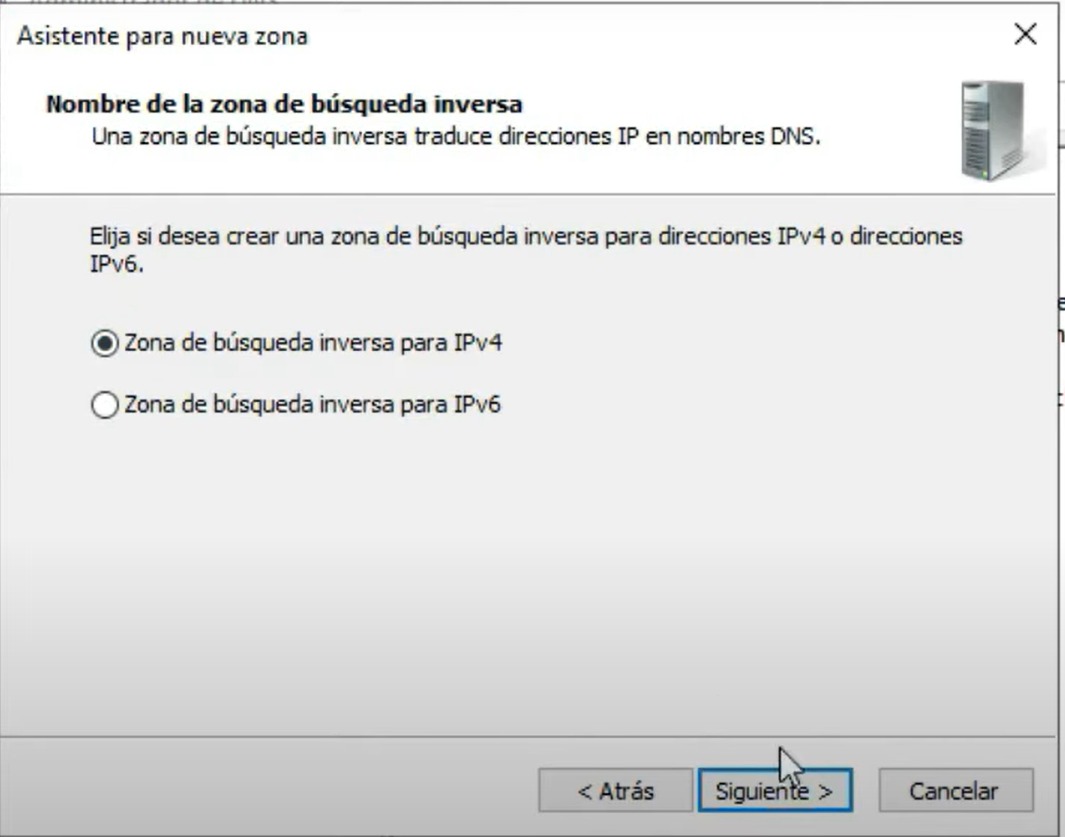 Asistente para nueva zona
Nombre de la zona de búsqueda inversa
Una zona de búsqueda inversa traduce direcciones IP en nombres DNS.
Elija si desea crear una zona de búsqueda inversa para direcciones IPv4 o direcciones
IPv6.
Zona de búsqueda inversa para IPv4
Zona de búsqueda inversa para IPv6
< Atrás
Siguiente >
Cancelar